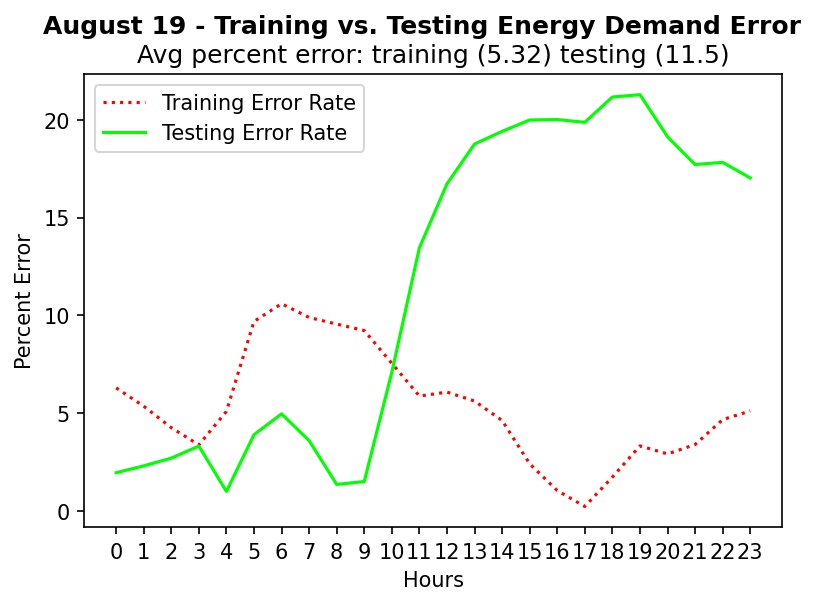 August 19 - Training vs. Testing Energy Demand Error
Avg percent error: training (5.32) testing (11.5)
Training Error Rate
Testing Error Rate
Percent Error
20
15
10
5
0
0 1 2 3 4 5 6 7 8 9 10 11 12 13 14 15 16 17 18 19 20 21 22 23
Hours